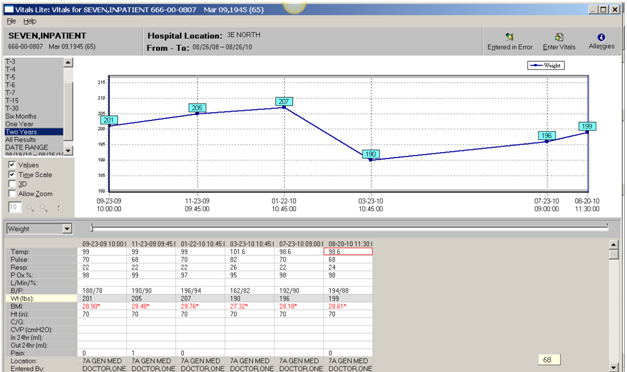 Vitals Lite: Vitals for SEVEN,INPATIENT 666-00-0807 Mar 09,1945 (65)
File Help
SEVEN,INPATIENT
666-00-0807 Mar 09,1945 (65)
Hospital Location: 3E NORTH
From - To: 08/26/08 -- 08/26/10
Entered in Error Enter Vitals Allergies
T-3
T-4
T-5
T-6
T-7
T-15
T-30
Six Months
One Year
Two Years
All Results
DATE RANGE
Values
Time Scale
3D
Allow Zoom
10
Weight
215
210
205
200
195
190
185
180
201 205 207 190 196 199
09-23-09 11-23-09 01-22-10 03-23-10 07-23-10 08-20-10
10:00:00 09:45:00 10:45:00 10:45:00 09:00:00 11:30:00
Weight
09-23-09 10:00:( 11-23-09 09:45:( 01-22-10 10:45:( 03-23-10 10:45:( 07-23-10 09:00:( 08-20-10 11:30:(
Temp: 99 99 99 101.6 98.6 98.6
Pulse: 70 68 70 82 70 68
Resp: 22 22 22 26 22 24
P Ox %: 98 99 97 95 98 98
L/Min/%:
B/P: 188/78 190/90 196/94 162/82 192/90 194/88
Wt (lbs): 201 205 207 190 196 199
BMI: 28.90* 29.48* 29.76* 27.32* 28.18* 28.61*
Ht (in): 70 70 70 70 70 70
C/G:
CVP (cmH2O):
In 24hr (ml):
Out 24hr (ml):
Pain: 0 1 0 0 0
Location: 7A GEN MED 7A GEN MED 7A GEN MED 7A GEN MED 7A GEN MED 7A GEN MED
Entered By: DOCTOR,ONE DOCTOR,ONE DOCTOR,ONE DOCTOR,ONE DOCTOR,ONE DOCTOR,ONE
68